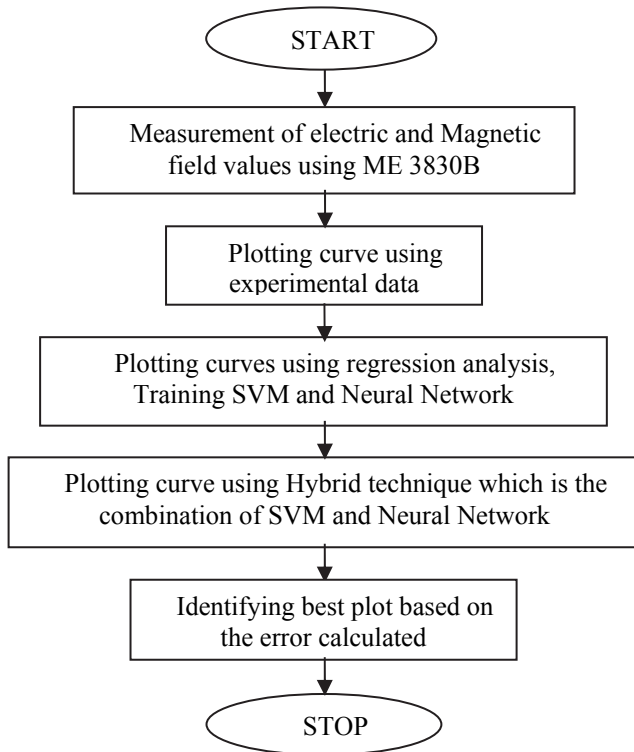 START
Measurement of electric and Magnetic
field values using ME 3830B
Plotting curve using
experimental data
Plotting curves using regression analysis,
Training SVM and Neural Network
Plotting curve using Hybrid technique which is the
combination of SVM and Neural Network
Identifying best plot based on
the error calculated
STOP